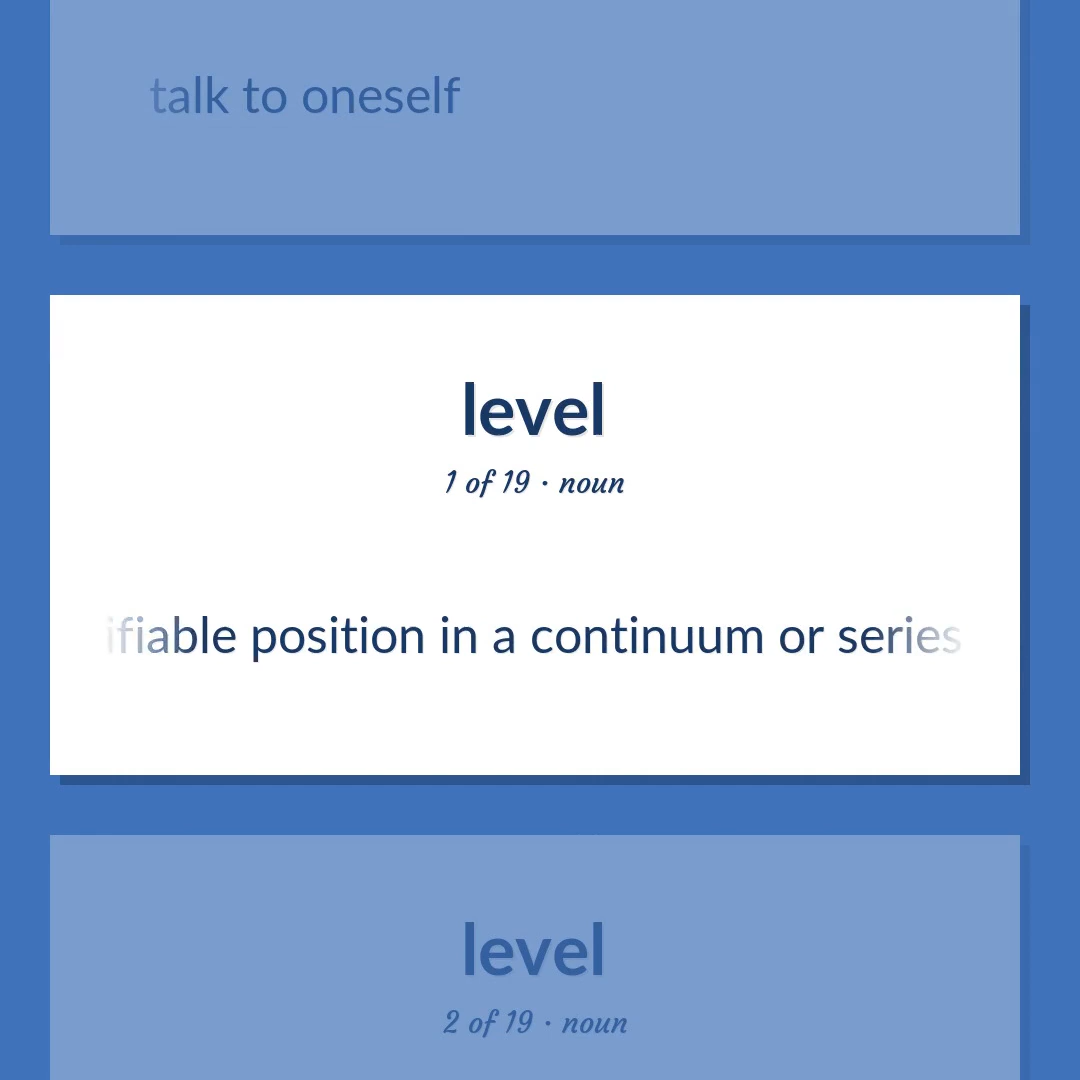 talk to oneself
level
1 of 19 · noun
ifiable position in a continuum or series
level
2 of 19 · noun